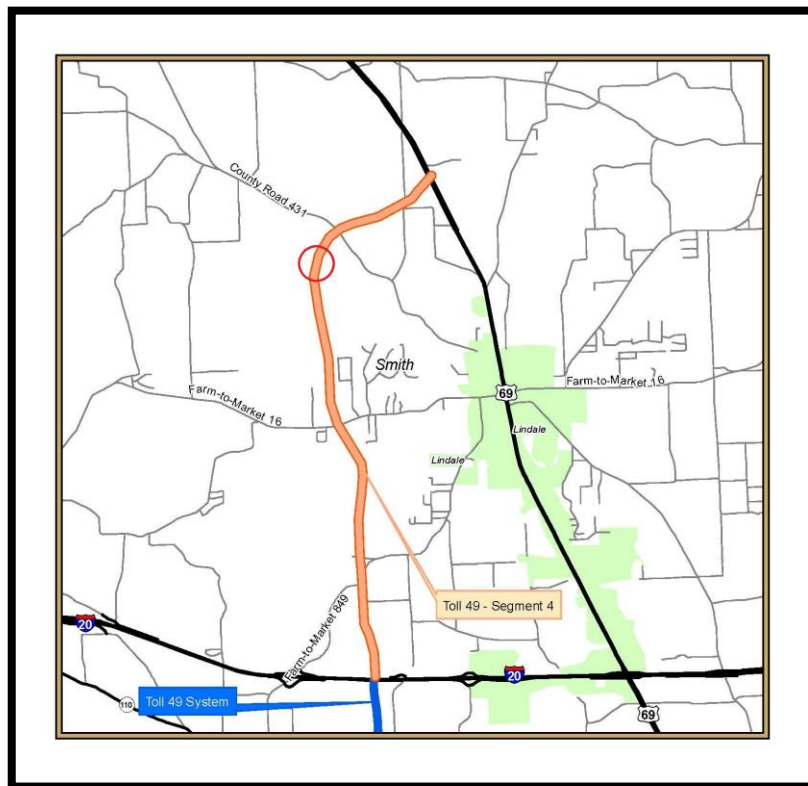 County Road 431
Smith
Farm-to-Market 16
69
Farm-to-Market 16
Lindale
Lindale
Toll 49 - Segment 4
Farm-to-Market 849
20
20
110
Toll 49 System
69